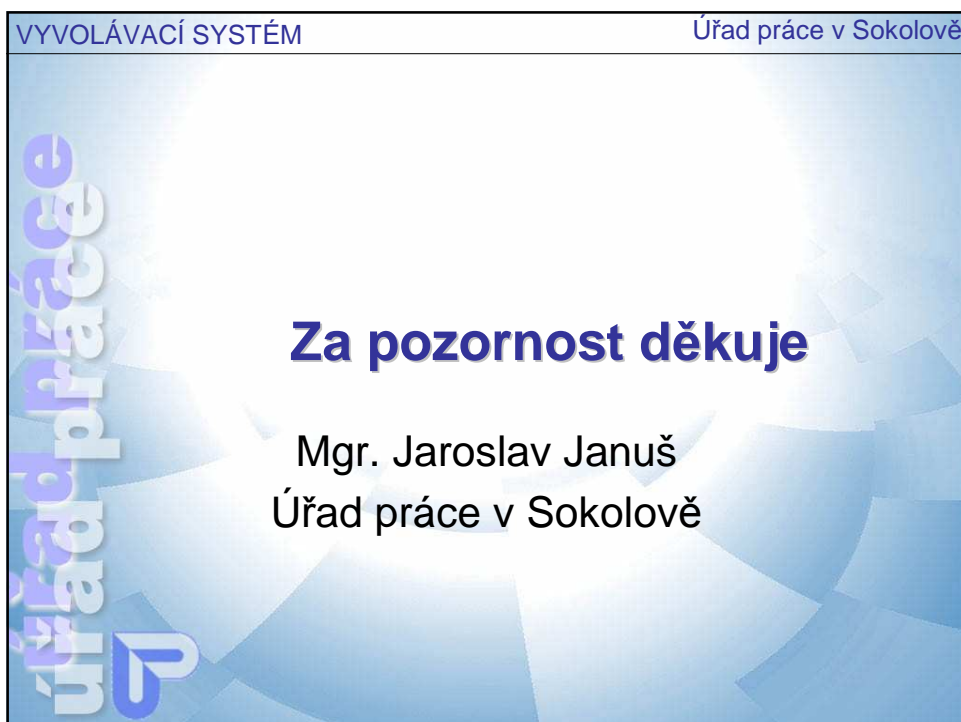 VYVOLÁVACÍ SYSTÉM
Úřad práce v Sokolově
úřad práce
úřad práce
Za pozornost děkuje
Mgr. Jaroslav Januš
Úřad práce v Sokolově